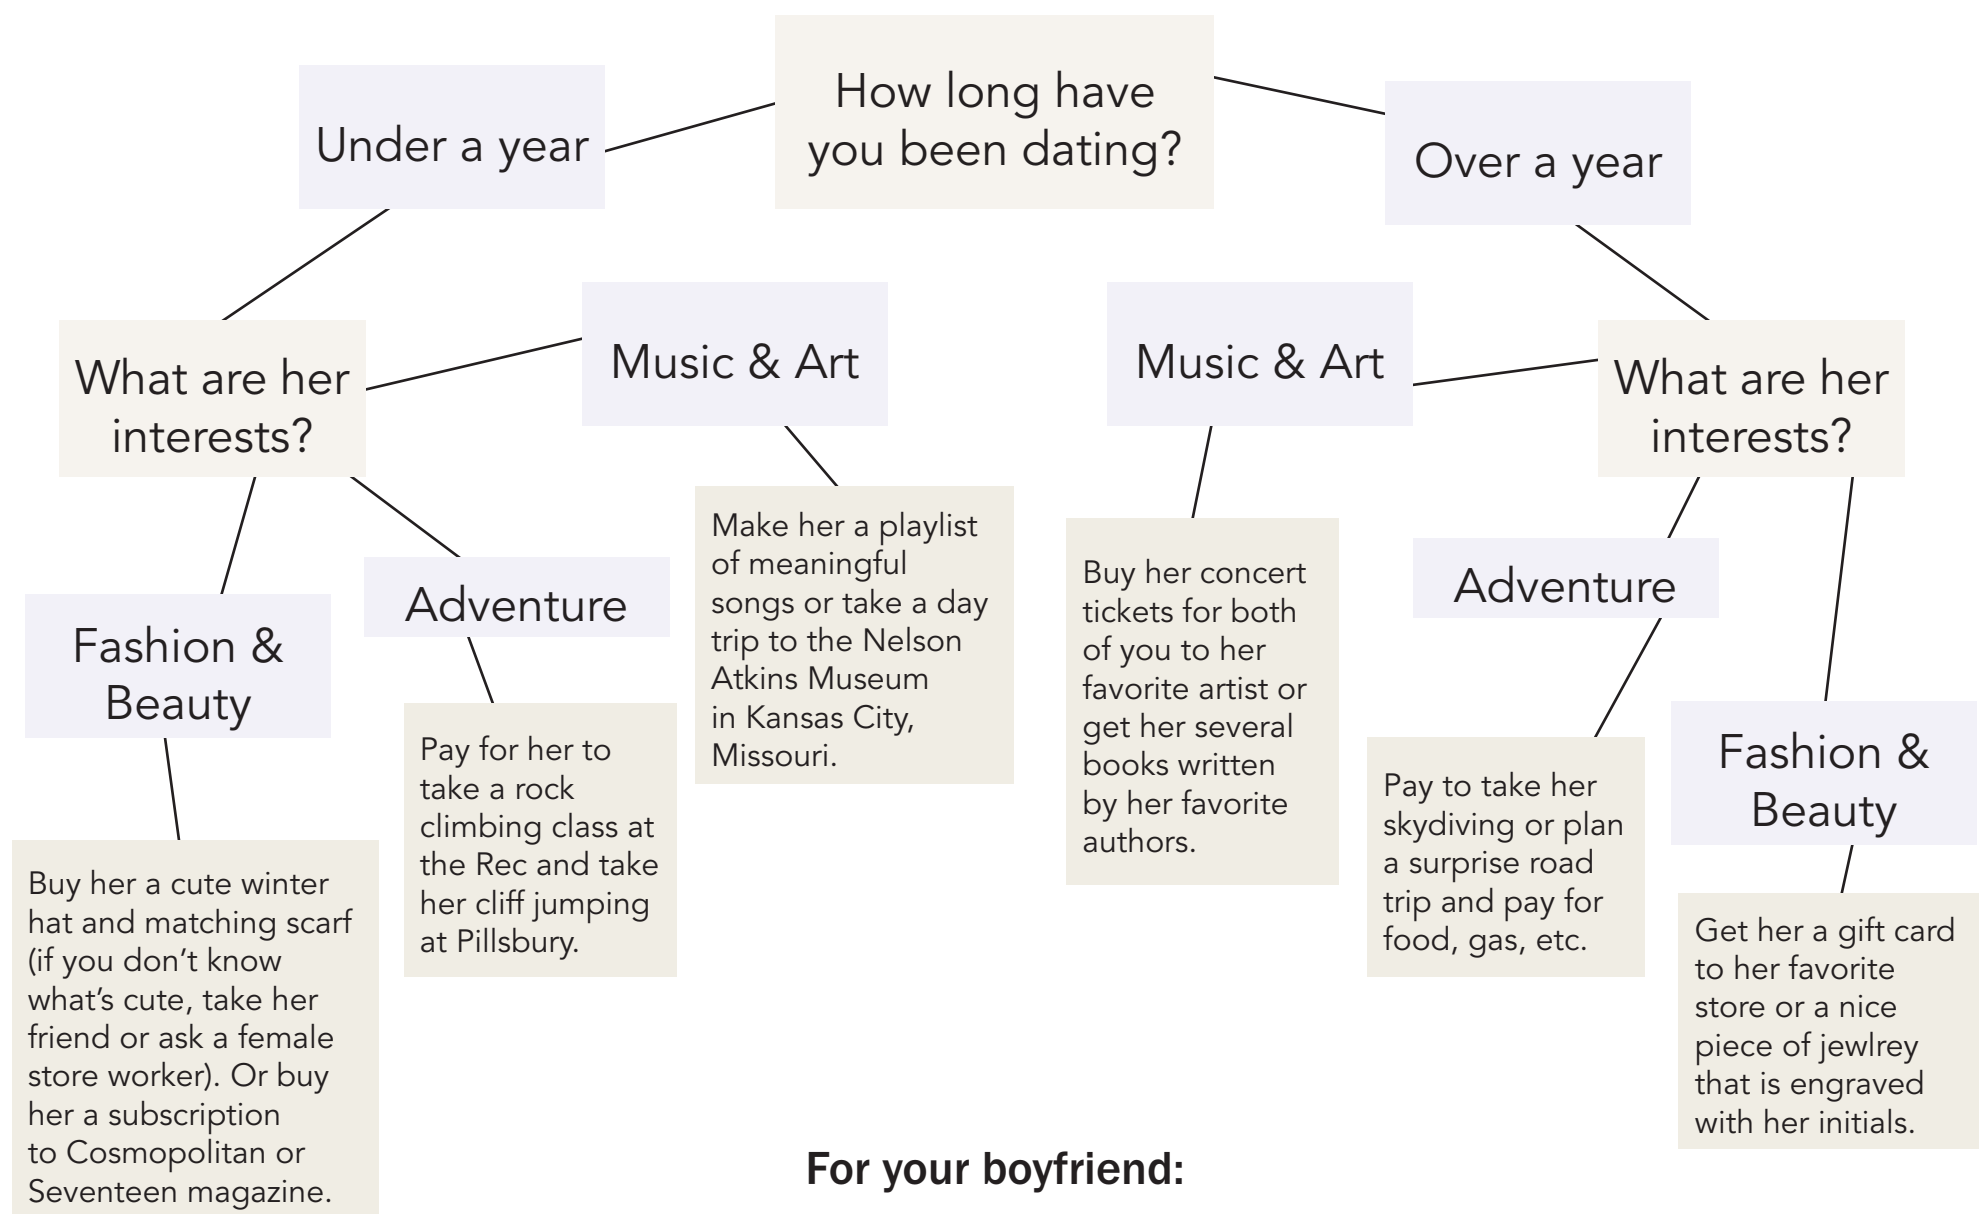 How long have
you been dating?
Under a year
Over a year
What are her
interests?
Music & Art
Make her a playlist
of meaningful
songs or take a day
trip to the Nelson
Atkins Museum
in Kansas City,
Missouri.
Adventure
Pay for her to
take a rock
climbing class at
the Rec and take
her cliff jumping
at Pillsbury.
Fashion &
Beauty
Buy her a cute winter
hat and matching scarf
(if you don’t know
what’s cute, take her
friend or ask a female
store worker). Or buy
her a subscription
to Cosmopolitan or
Seventeen magazine.
What are her
interests?
Music & Art
Buy her concert
tickets for both
of you to her
favorite artist or
get her several
books written
by her favorite
authors.
Adventure
Pay to take her
skydiving or plan
a surprise road
trip and pay for
food, gas, etc.
Fashion &
Beauty
Get her a gift card
to her favorite
store or a nice
piece of jewlrey
that is engraved
with her initials.
For your boyfriend: